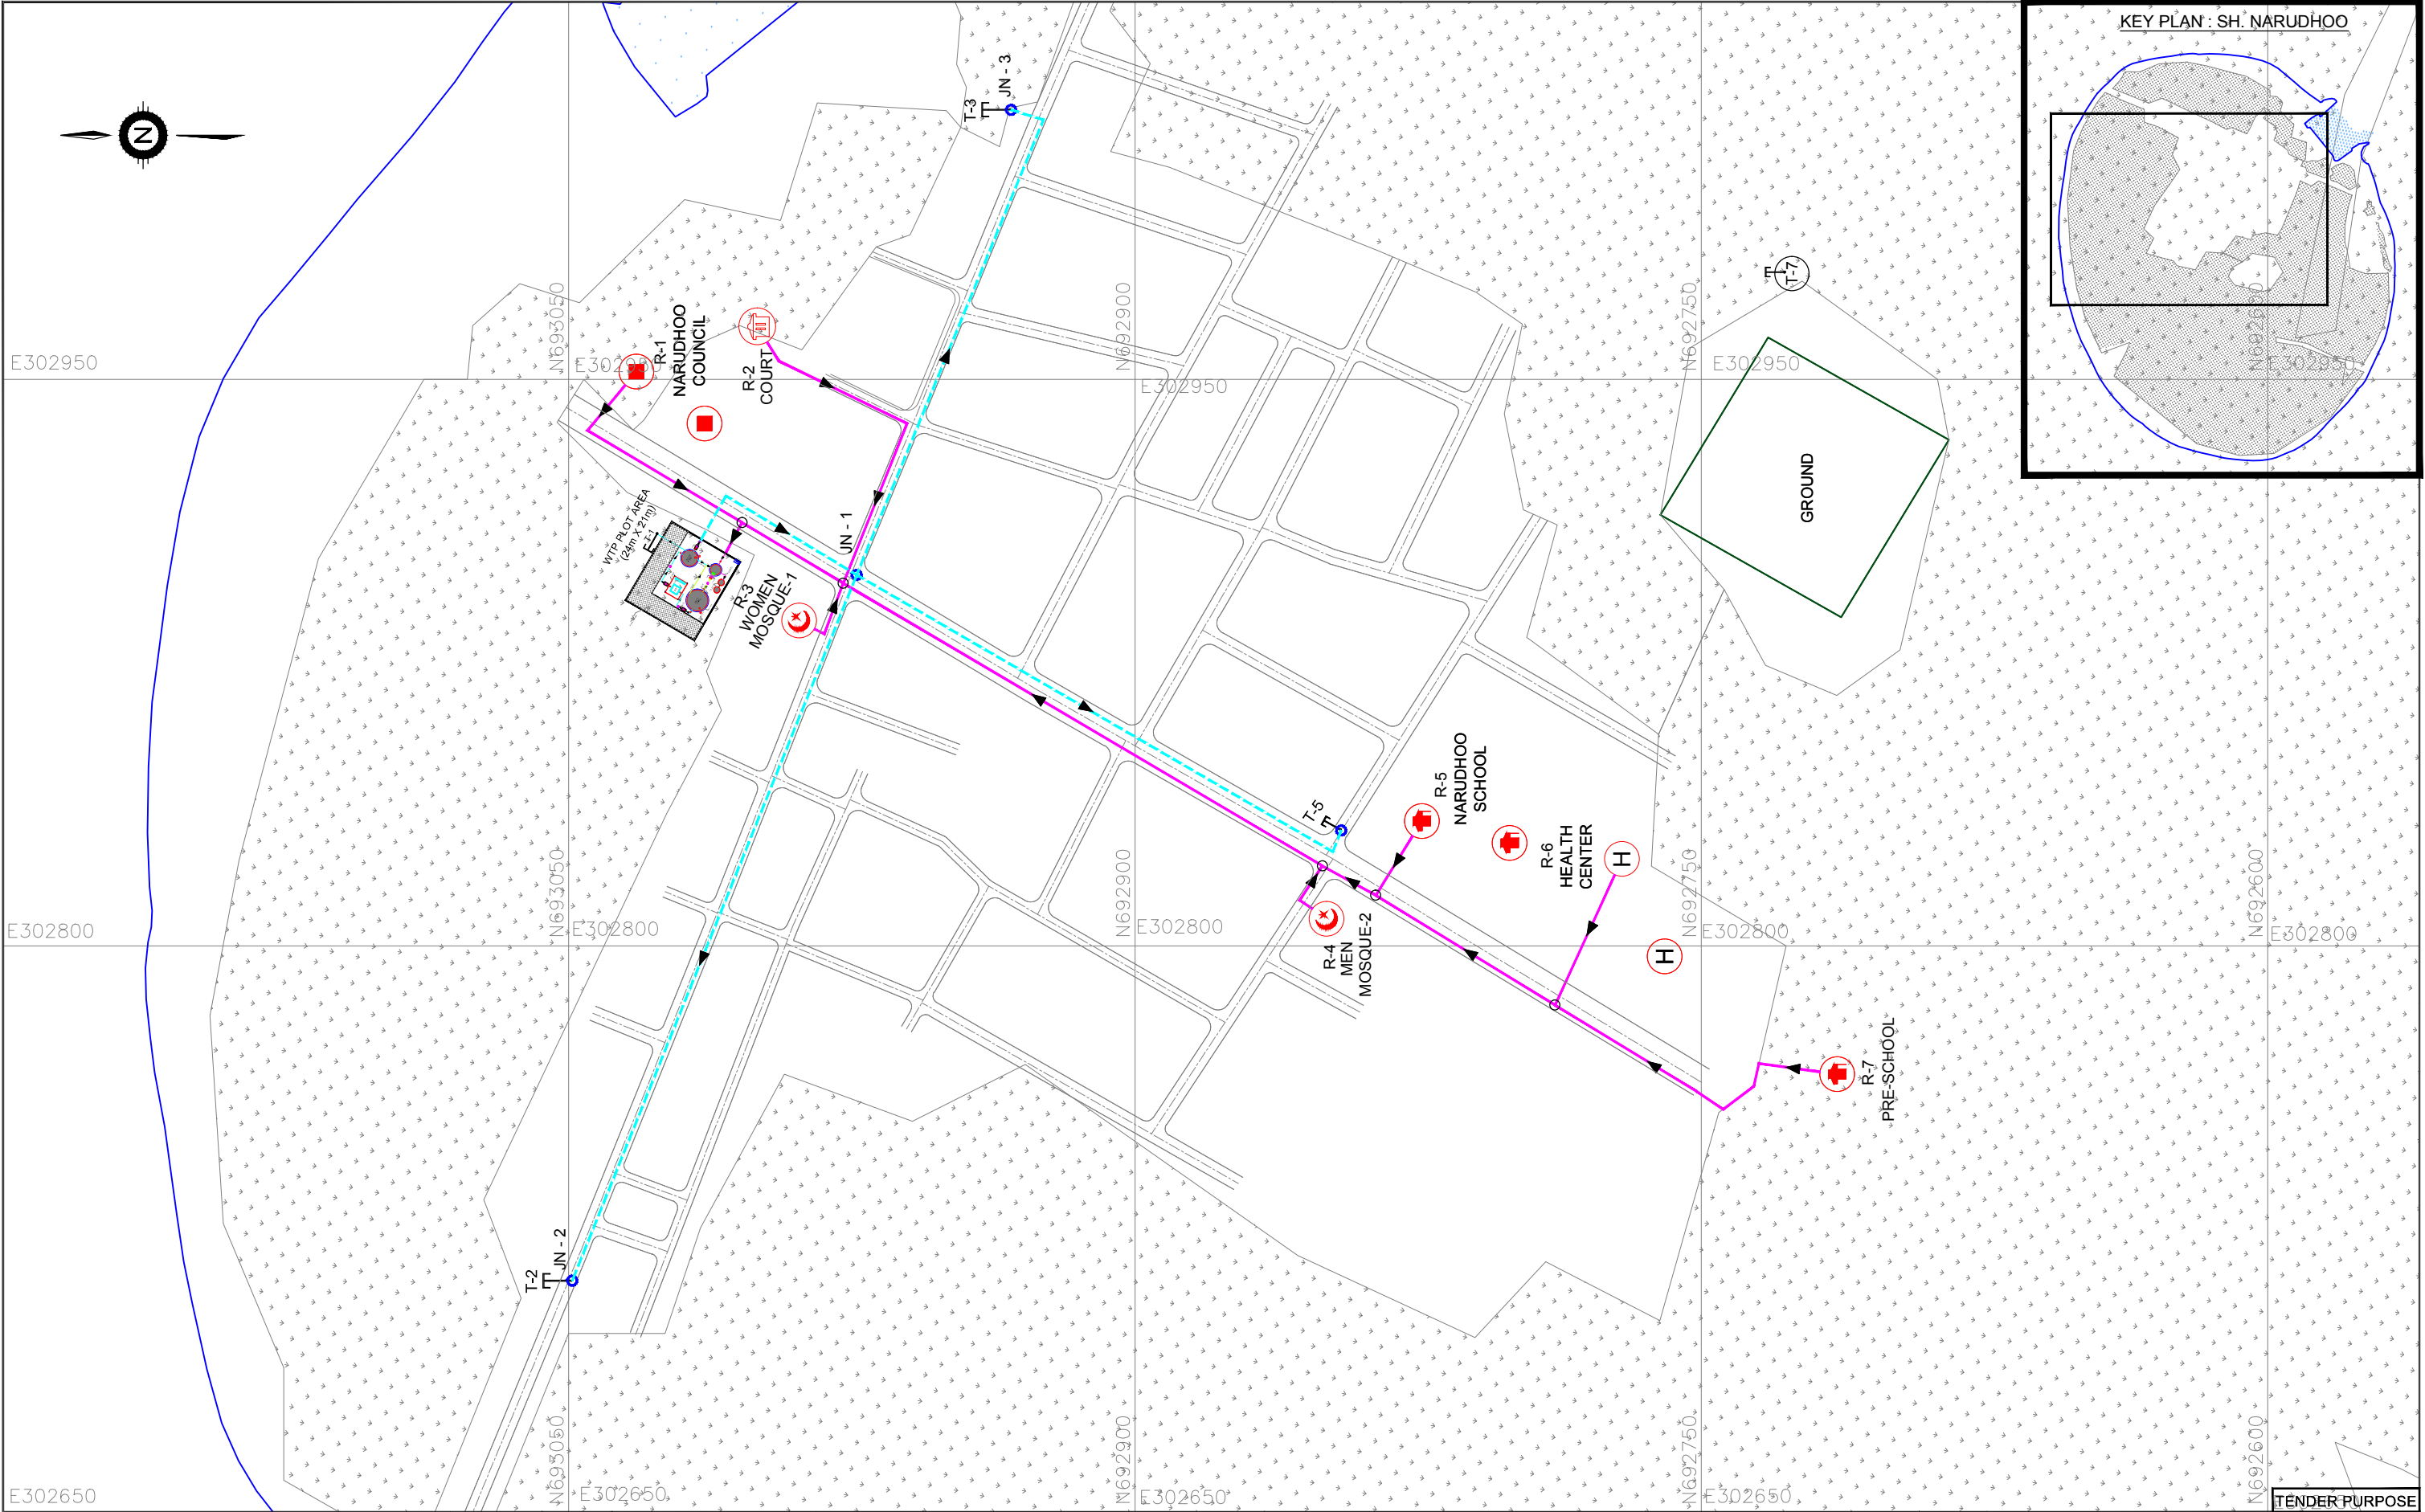 KEY PLAN : SH. NARUDHOO
N
T-3
JN - 3
T-7
N693050
N692900
N692750
N692600
E302950
E302950
E302950
E302950
E302950
R-1
NARUDHOO
COUNCIL
R-2
COURT
GROUND
WTP PLOT AREA
(24m X 21m)
T-1
JN - 1
R-3
WOMEN
MOSQUE-1
T-5
R-5
NARUDHOO
SCHOOL
R-6
HEALTH
CENTER
H
H
N693050
N692900
N692750
N692600
E302800
E302800
E302800
E302800
E302800
R-4
MEN
MOSQUE-2
R-7
PRE-SCHOOL
T-2
JN - 2
N693050
N692900
N692750
N692600
E302650
E302650
E302650
E302650
TENDER PURPOSE